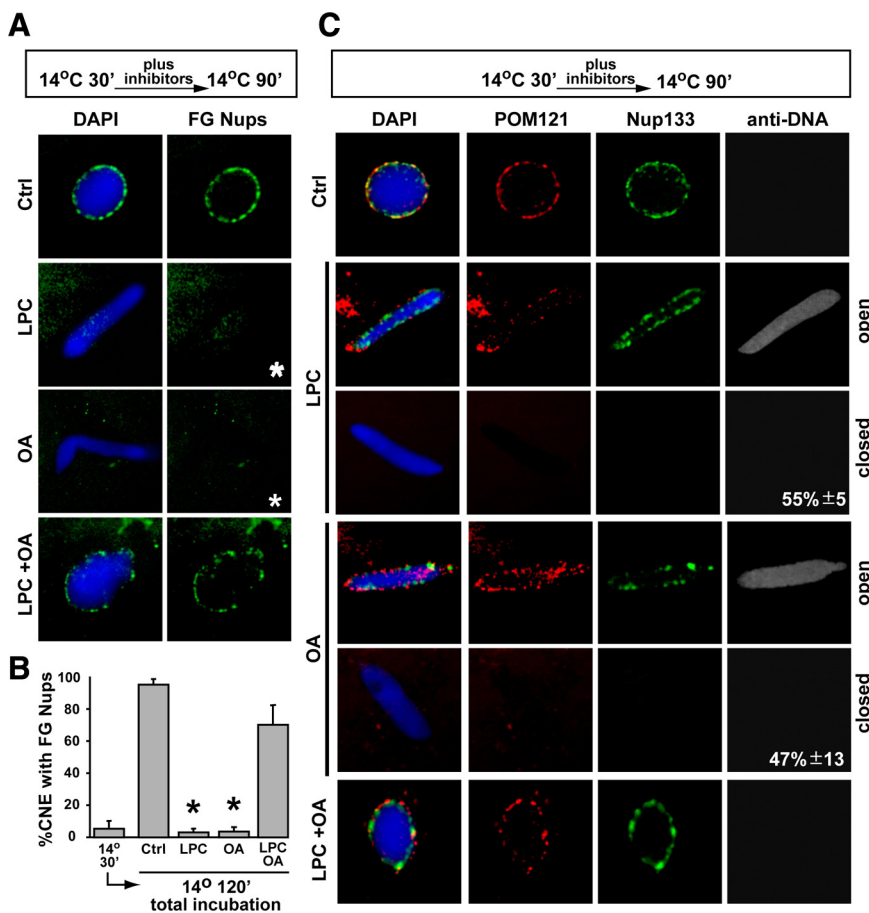 A
plus
14°C 30' inhibitors 14°C 90'
DAPI FG Nups
Ctrl
LPC
*
OA
*
LPC +OA
B
%CNE with FG Nups
100
80
60
40
20
0
* *
14° 30' Ctrl LPC OA LPC OA
14° 120'
total incubation
C
plus
14°C 30' inhibitors 14°C 90'
DAPI POM121 Nup133 anti-DNA
Ctrl
LPC
open
closed
55% ±5
OA
open
closed
47% ±13
LPC +OA